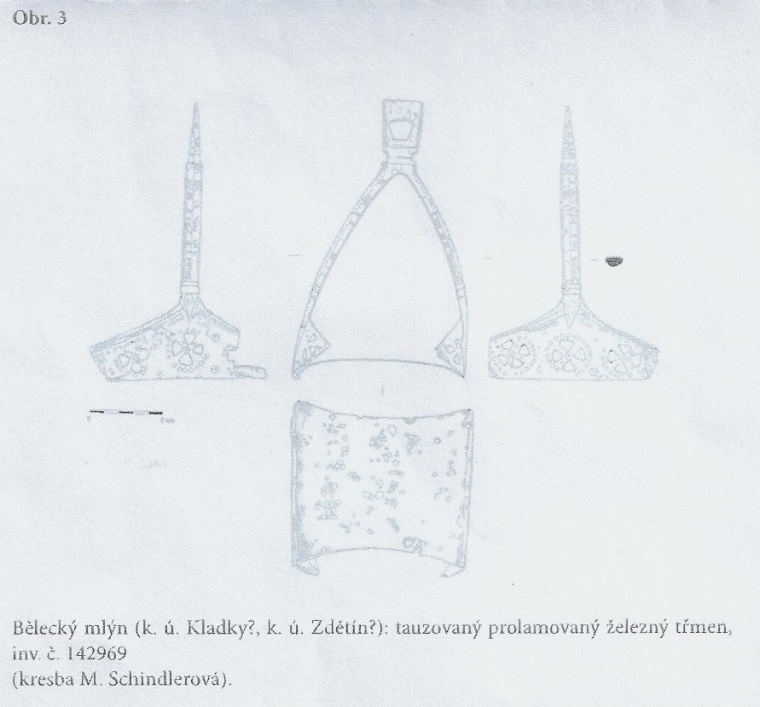 Obr. 3
Bělecký mlýn (k. ú. Kladky?, k. ú. Zdětín?): tauzovaný prolamovaný železný třmen,
inv. č. 142969
(kresba M. Schindlerová).